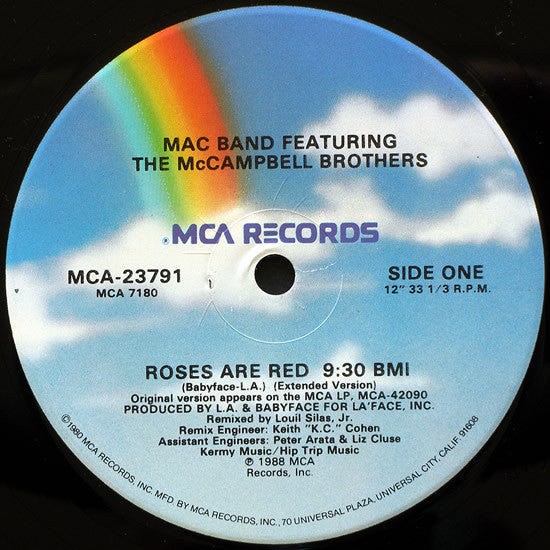 MAC BAND FEATURING
THE McCAMPBELL BROTHERS
® MCA RECORDS
MCA-23791
MCA 7180
SIDE ONE
12" 33 1/3 R.P.M.
ROSES ARE RED 9:30 BMI
(Babyface-L.A.) (Extended Version)
Original version appears on the MCA LP, MCA-42090
PRODUCED BY L.A. & BABYFACE FOR LA'FACE, INC.
Remixed by Louil Silas, Jr.
Remix Engineer: Keith "K.C." Cohen
Assistant Engineers: Peter Arata & Liz Cluse
Kermy Music/Hip Trip Music
℗ 1988 MCA
Records, Inc.
©1980 MCA RECORDS, INC. MFD. BY MCA RECORDS, INC., 70 UNIVERSAL PLAZA, UNIVERSAL CITY, CALIF. 91608